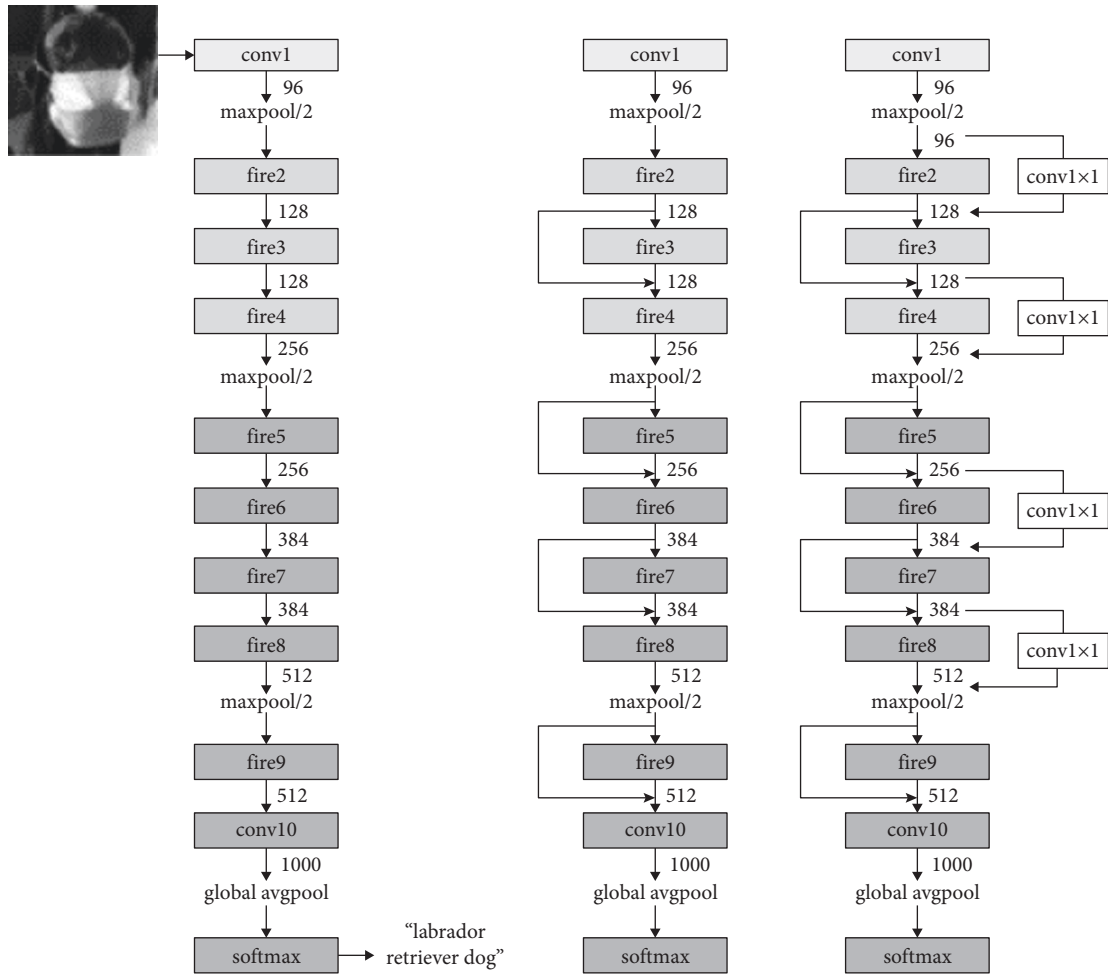 conv1
96
maxpool/2
fire2
128
fire3
128
fire4
256
maxpool/2
fire5
256
fire6
384
fire7
384
fire8
512
maxpool/2
fire9
512
conv10
1000
global avgpool
softmax
“labrador
retriever dog”
conv1
96
maxpool/2
fire2
128
fire3
128
fire4
256
maxpool/2
fire5
256
fire6
384
fire7
384
fire8
512
maxpool/2
fire9
512
conv10
1000
global avgpool
softmax
conv1
96
maxpool/2
96
conv1×1
fire2
128
fire3
128
conv1×1
fire4
256
maxpool/2
fire5
256
conv1×1
fire6
384
fire7
384
conv1×1
fire8
512
maxpool/2
fire9
512
conv10
1000
global avgpool
softmax